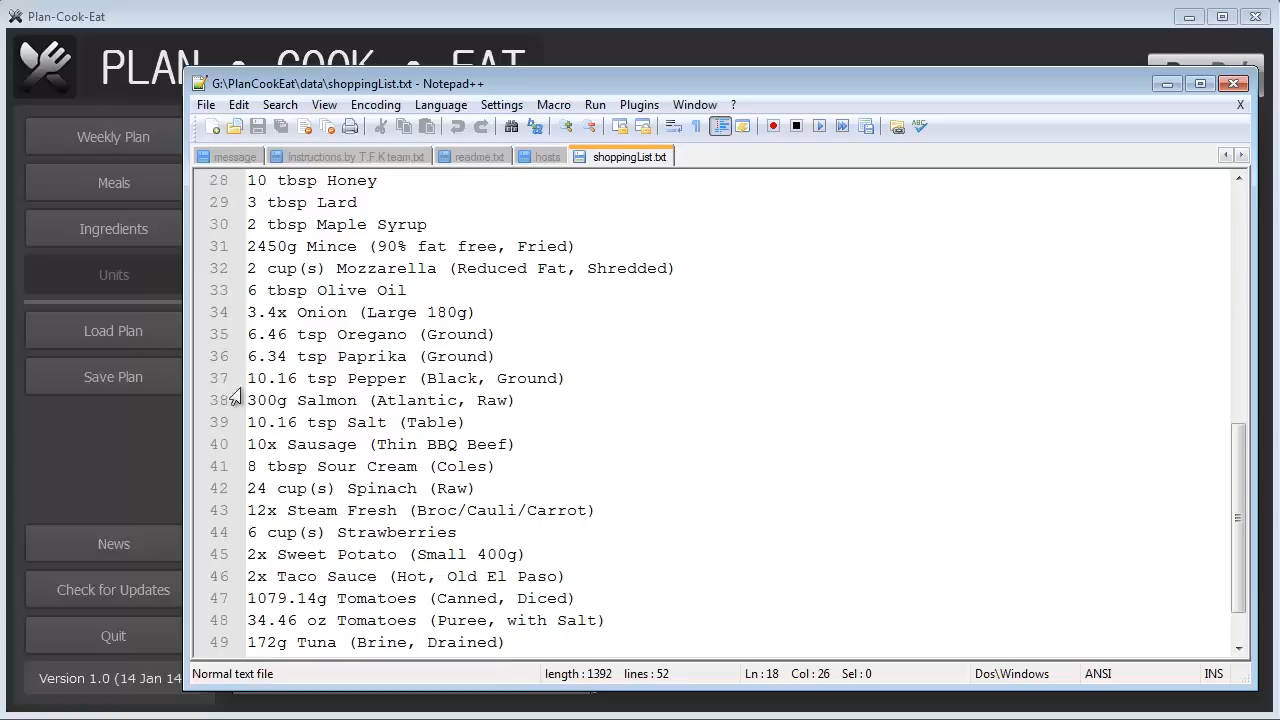 Plan-Cook-Eat
PLAN • COOK • EAT
G:\PlanCookEat\data\shoppingList.txt - Notepad++
File Edit Search View Encoding Language Settings Macro Run Plugins Window ? X
message instructions.by T.F.K team.txt readme.txt hosts shoppingList.txt
Weekly Plan
Meals
Ingredients
Units
Load Plan
Save Plan
News
Check for Updates
Quit
Version 1.0 (14 Jan 14
28 10 tbsp Honey
29 3 tbsp Lard
30 2 tbsp Maple Syrup
31 2450g Mince (90% fat free, Fried)
32 2 cup(s) Mozzarella (Reduced Fat, Shredded)
33 6 tbsp Olive Oil
34 3.4x Onion (Large 180g)
35 6.46 tsp Oregano (Ground)
36 6.34 tsp Paprika (Ground)
37 10.16 tsp Pepper (Black, Ground)
38 300g Salmon (Atlantic, Raw)
39 10.16 tsp Salt (Table)
40 10x Sausage (Thin BBQ Beef)
41 8 tbsp Sour Cream (Coles)
42 24 cup(s) Spinach (Raw)
43 12x Steam Fresh (Broc/Cauli/Carrot)
44 6 cup(s) Strawberries
45 2x Sweet Potato (Small 400g)
46 2x Taco Sauce (Hot, Old El Paso)
47 1079.14g Tomatoes (Canned, Diced)
48 34.46 oz Tomatoes (Puree, with Salt)
49 172g Tuna (Brine, Drained)
Normal text file length : 1392 lines : 52 Ln : 18 Col : 26 Sel : 0 Dos\Windows ANSI INS